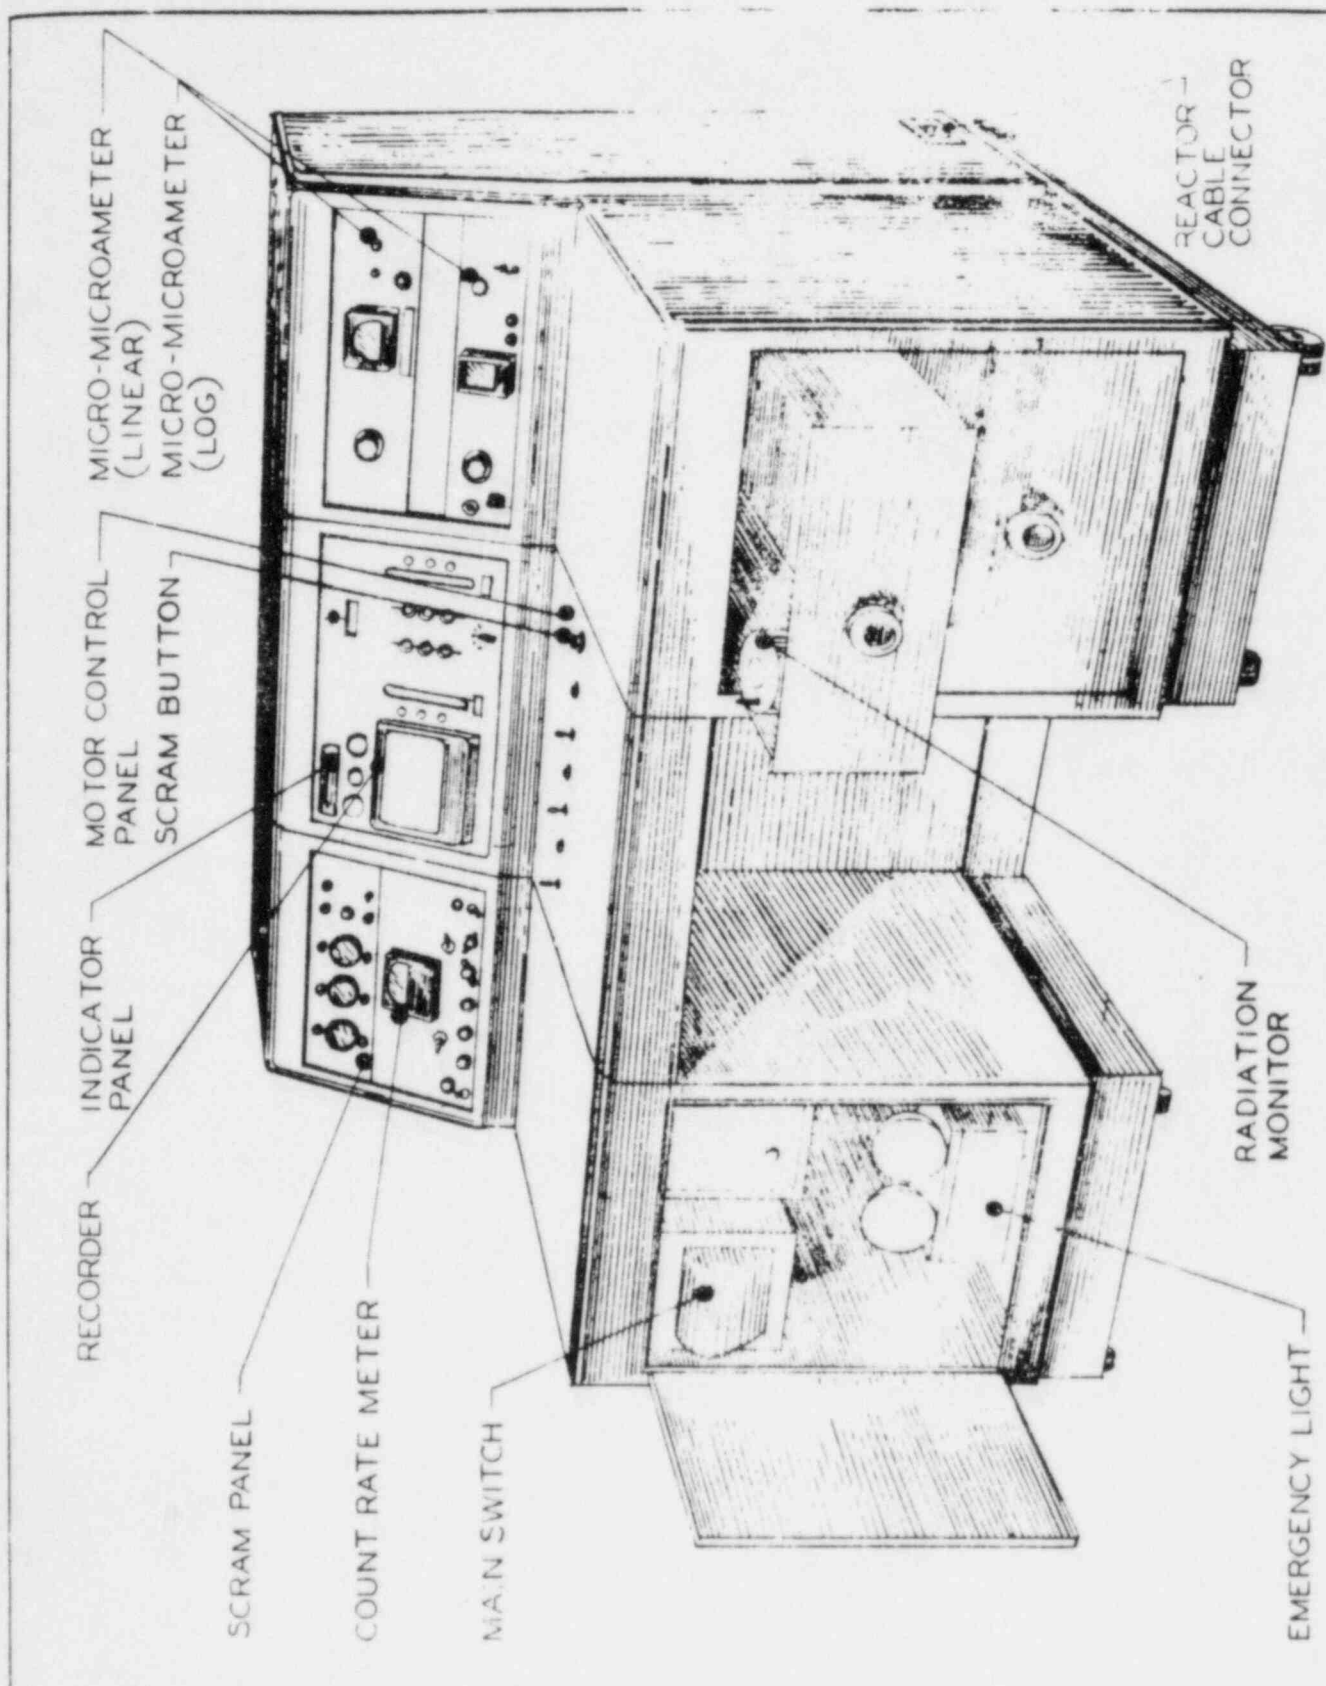 RECORDER
INDICATOR
PANEL
MOTOR CONTROL
PANEL
SCRAM BUTTON
MICRO-MICROAMETER
(LINEAR)
MICRO-MICROAMETER
(LOG)
SCRAM PANEL
COUNT RATE METER
MAIN SWITCH
EMERGENCY LIGHT
RADIATION
MONITOR
REACTOR
CABLE
CONNECTOR